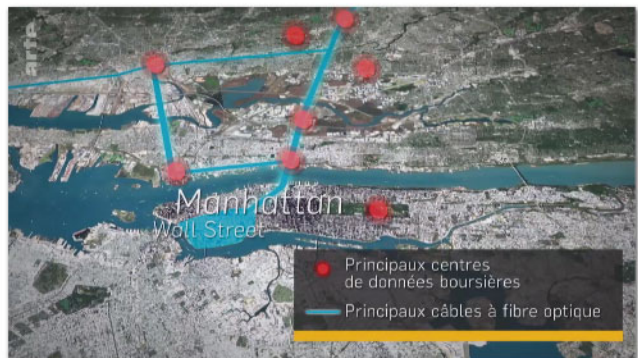 arte
Manhattan
Wall Street
Principaux centres
de données boursières
Principaux câbles à fibre optique